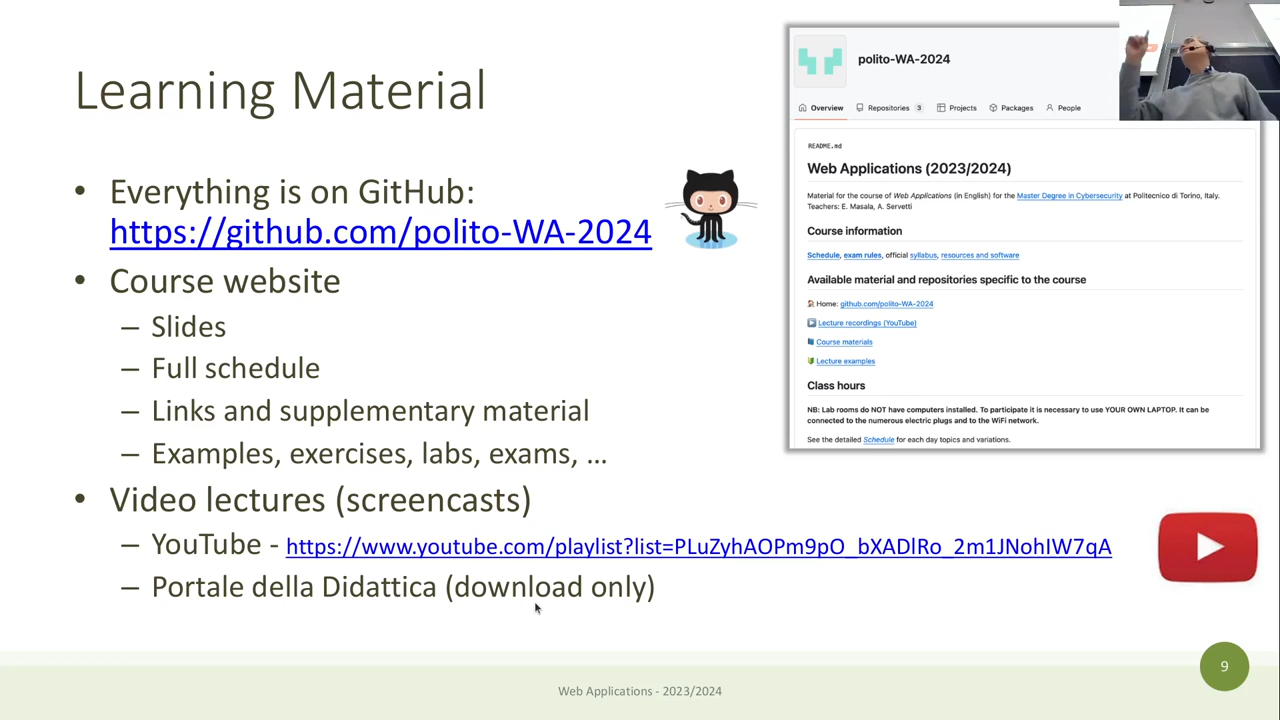 Learning Material
• Everything is on GitHub:
https://github.com/polito-WA-2024
• Course website
– Slides
– Full schedule
– Links and supplementary material
– Examples, exercises, labs, exams, …
• Video lectures (screencasts)
– YouTube - https://www.youtube.com/playlist?list=PLuZyhAOPm9pO_bXADlRo_2m1JNohIW7qA
– Portale della Didattica (download only)
polito-WA-2024
Overview Repositories 3 Projects Packages People
README.md
Web Applications (2023/2024)
Material for the course of Web Applications (in English) for the Master Degree in Cybersecurity at Politecnico di Torino, Italy.
Teachers: E. Masala, A. Servetti
Course information
Schedule, exam rules, official syllabus, resources and software
Available material and repositories specific to the course
Home: github.com/polito-WA-2024
Lecture recordings (YouTube)
Course materials
Lecture examples
Class hours
NB: Lab rooms do NOT have computers installed. To participate it is necessary to use YOUR OWN LAPTOP. It can be
connected to the numerous electric plugs and to the WiFi network.
See the detailed Schedule for each day topics and variations.
Web Applications - 2023/2024
9